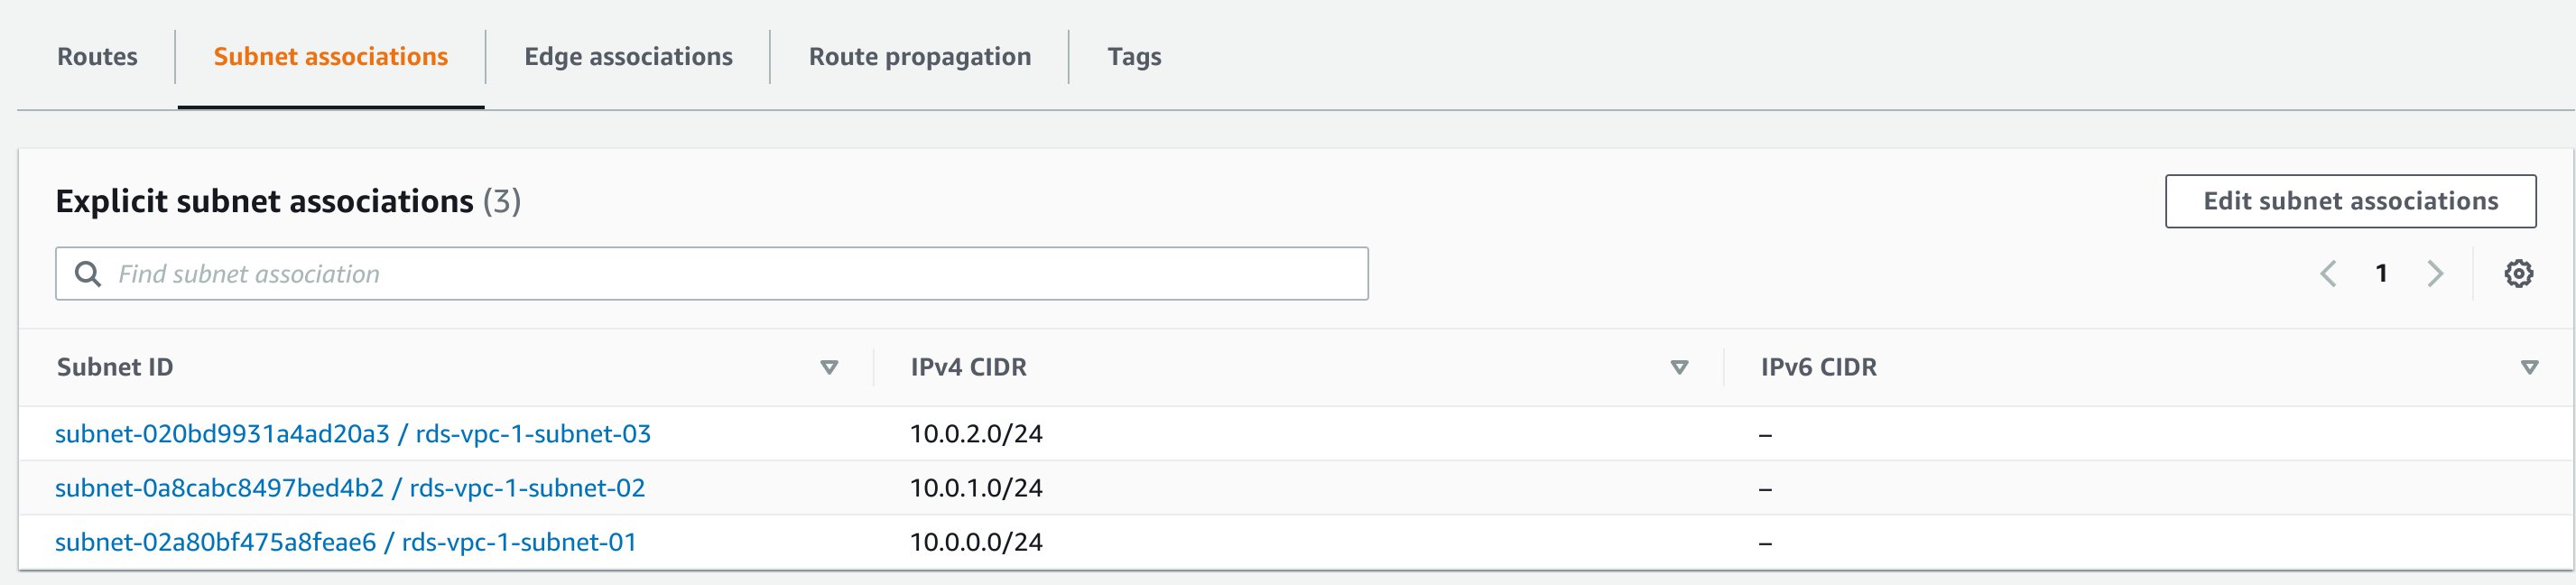 Routes Subnet associations Edge associations Route propagation Tags
Explicit subnet associations (3) Edit subnet associations
Find subnet association 1
Subnet ID IPv4 CIDR IPv6 CIDR
subnet-020bd9931a4ad20a3 / rds-vpc-1-subnet-03 10.0.2.0/24 –
subnet-0a8cabc8497bed4b2 / rds-vpc-1-subnet-02 10.0.1.0/24 –
subnet-02a80bf475a8feae6 / rds-vpc-1-subnet-01 10.0.0.0/24 –